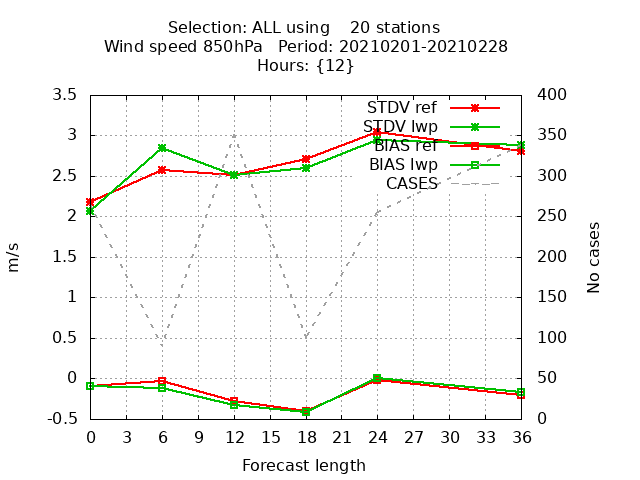 Selection: ALL using    20 stations
Wind speed 850hPa   Period: 20210201-20210228
Hours: {12}
3.5 400
STDV ref
STDV lwp
3 350
BIAS ref
BIAS lwp
2.5 300
CASES
2 250
m/s
No cases
1.5 200
1 150
0.5 100
0 50
-0.5 0
0 3 6 9 12 15 18 21 24 27 30 33 36
Forecast length